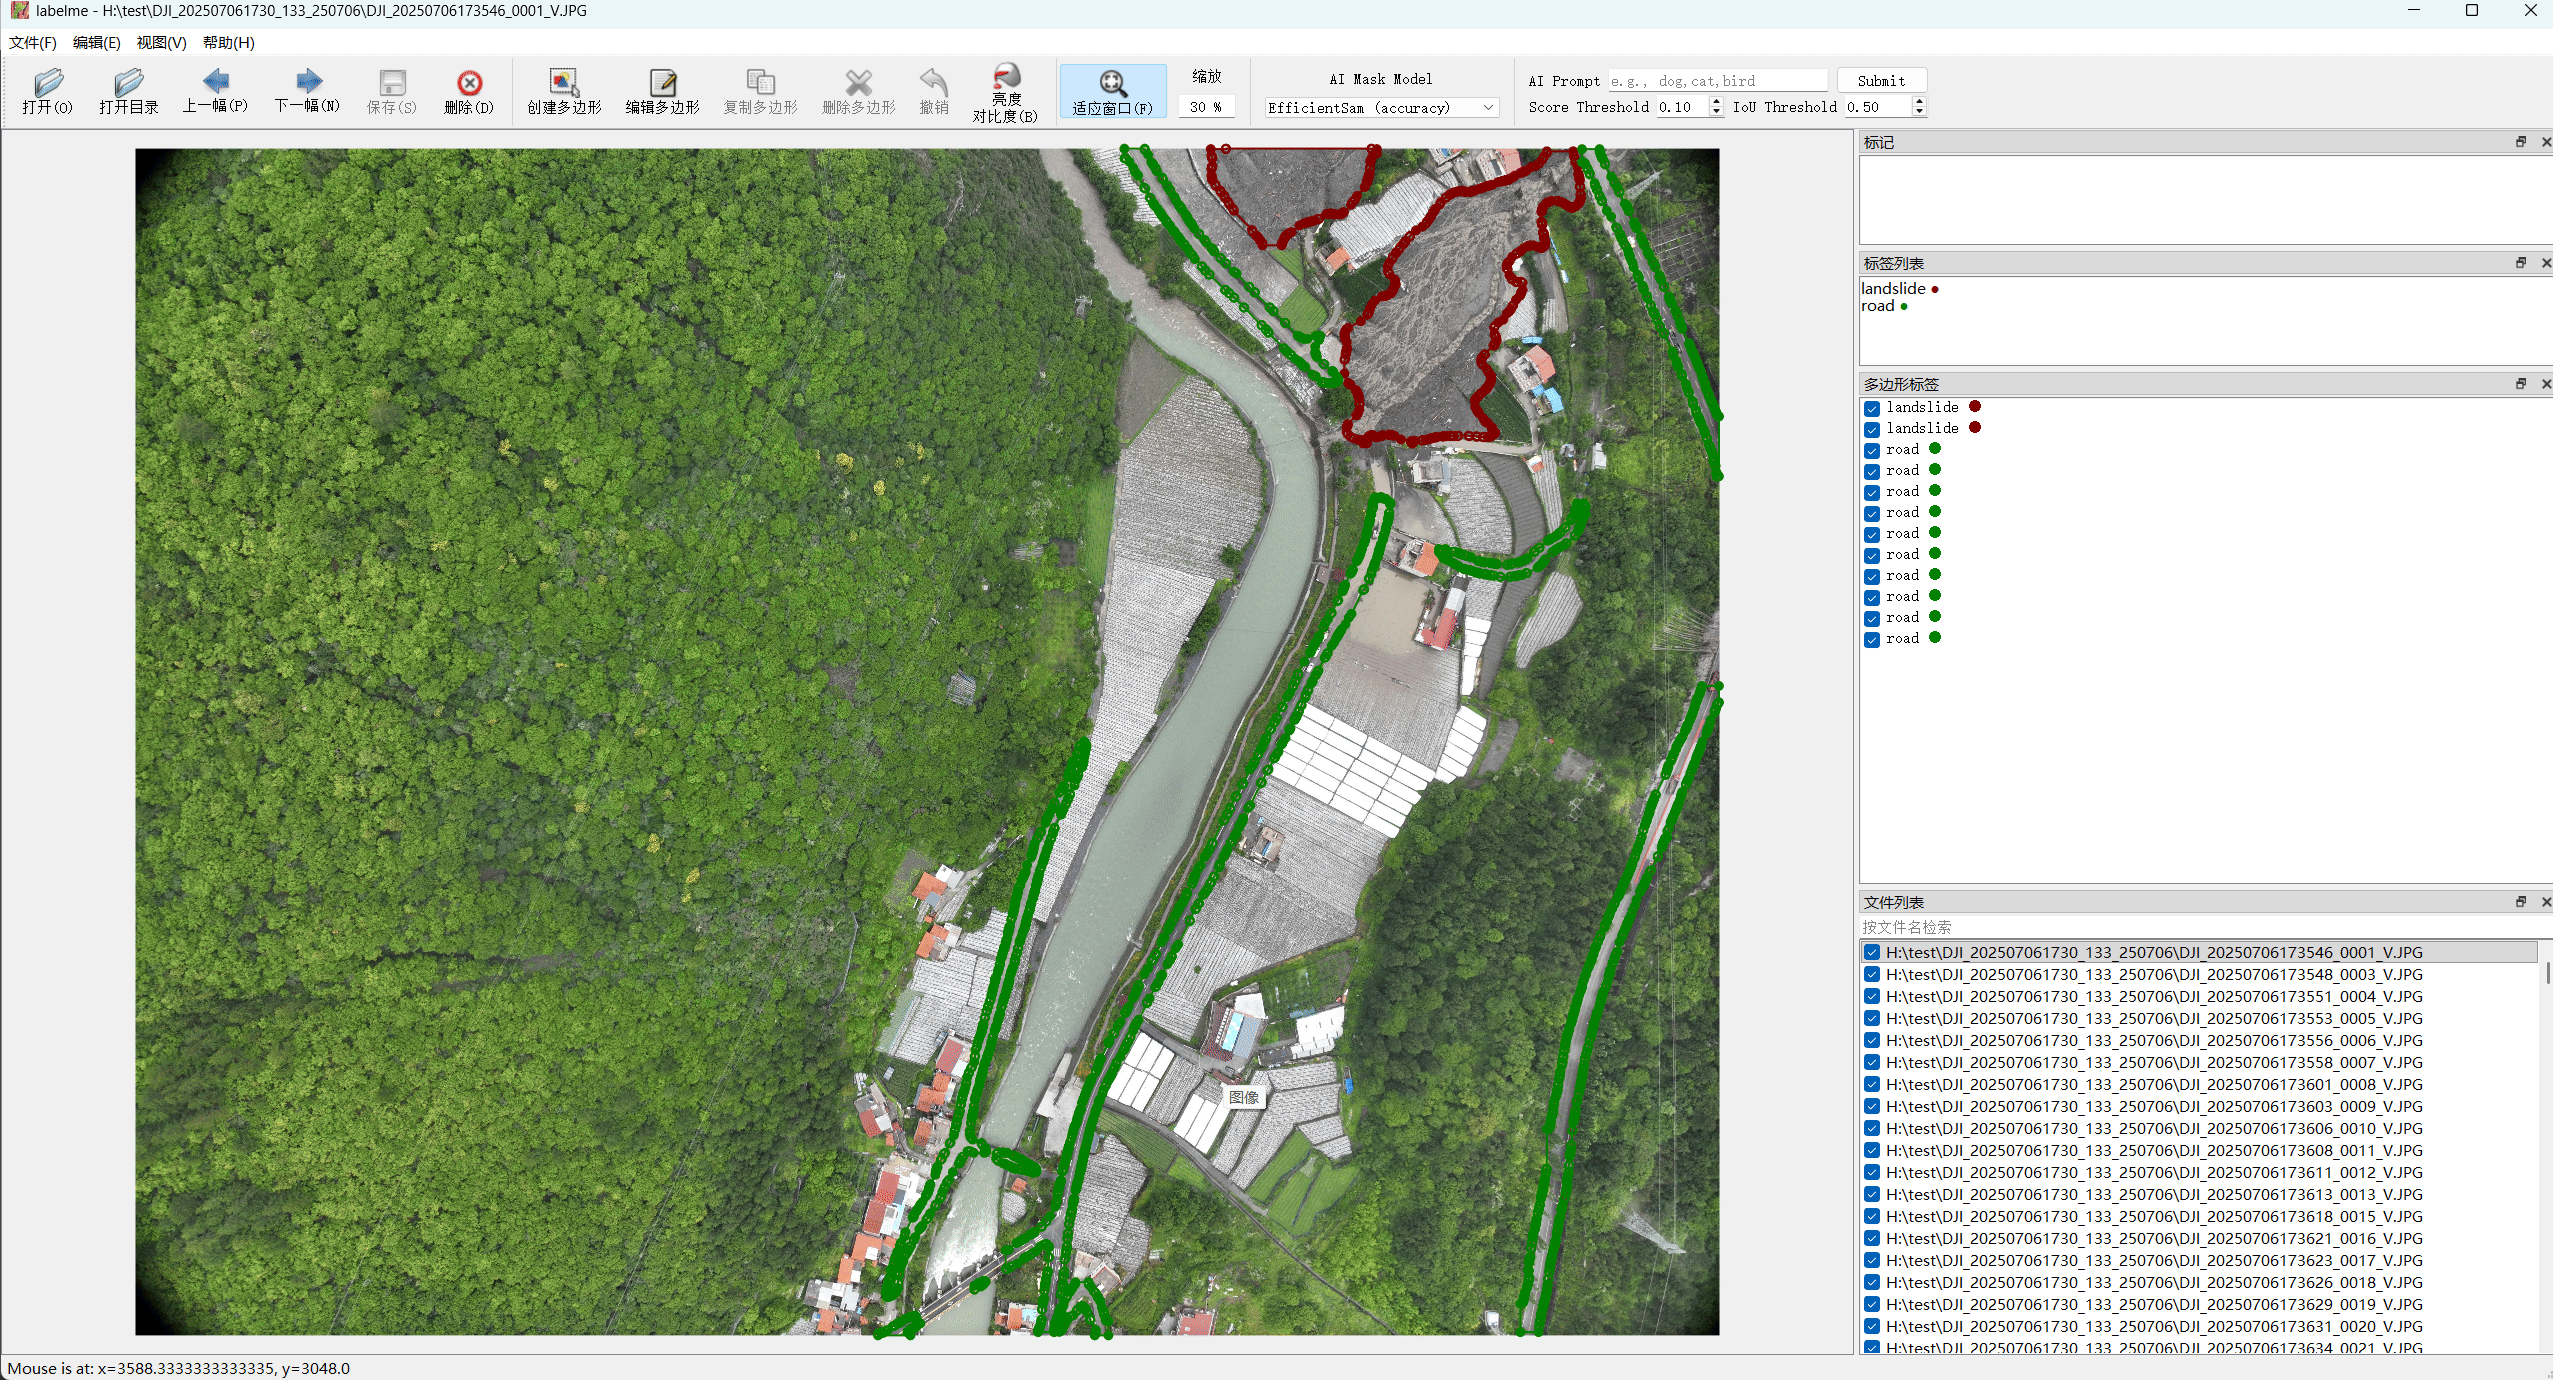 labelme - H:\test\DJI_202507061730_133_250706\DJI_20250706173546_0001_V.JPG
文件(F) 编辑(E) 视图(V) 帮助(H)
打开(O) 打开目录 上一幅(P) 下一幅(N) 保存(S) 删除(D) 创建多边形 编辑多边形 复制多边形 删除多边形 撤销 亮度 对比度(B) 适应窗口(F)
缩放
30 %
AI Mask Model
EfficientSam (accuracy)
AI Prompt e.g., dog,cat,bird Submit
Score Threshold 0.10 IoU Threshold 0.50
标记
标签列表
landslide
road
多边形标签
landslide
landslide
road
road
road
road
road
road
road
road
road
road
文件列表
按文件名检索
H:\test\DJI_202507061730_133_250706\DJI_20250706173546_0001_V.JPG
H:\test\DJI_202507061730_133_250706\DJI_20250706173548_0003_V.JPG
H:\test\DJI_202507061730_133_250706\DJI_20250706173551_0004_V.JPG
H:\test\DJI_202507061730_133_250706\DJI_20250706173553_0005_V.JPG
H:\test\DJI_202507061730_133_250706\DJI_20250706173556_0006_V.JPG
H:\test\DJI_202507061730_133_250706\DJI_20250706173558_0007_V.JPG
H:\test\DJI_202507061730_133_250706\DJI_20250706173601_0008_V.JPG
H:\test\DJI_202507061730_133_250706\DJI_20250706173603_0009_V.JPG
H:\test\DJI_202507061730_133_250706\DJI_20250706173606_0010_V.JPG
H:\test\DJI_202507061730_133_250706\DJI_20250706173608_0011_V.JPG
H:\test\DJI_202507061730_133_250706\DJI_20250706173611_0012_V.JPG
H:\test\DJI_202507061730_133_250706\DJI_20250706173613_0013_V.JPG
H:\test\DJI_202507061730_133_250706\DJI_20250706173618_0015_V.JPG
H:\test\DJI_202507061730_133_250706\DJI_20250706173621_0016_V.JPG
H:\test\DJI_202507061730_133_250706\DJI_20250706173623_0017_V.JPG
H:\test\DJI_202507061730_133_250706\DJI_20250706173626_0018_V.JPG
H:\test\DJI_202507061730_133_250706\DJI_20250706173629_0019_V.JPG
H:\test\DJI_202507061730_133_250706\DJI_20250706173631_0020_V.JPG
H:\test\DJI_202507061730_133_250706\DJI_20250706173634_0021_V.JPG
图像
Mouse is at: x=3588.3333333333335, y=3048.0